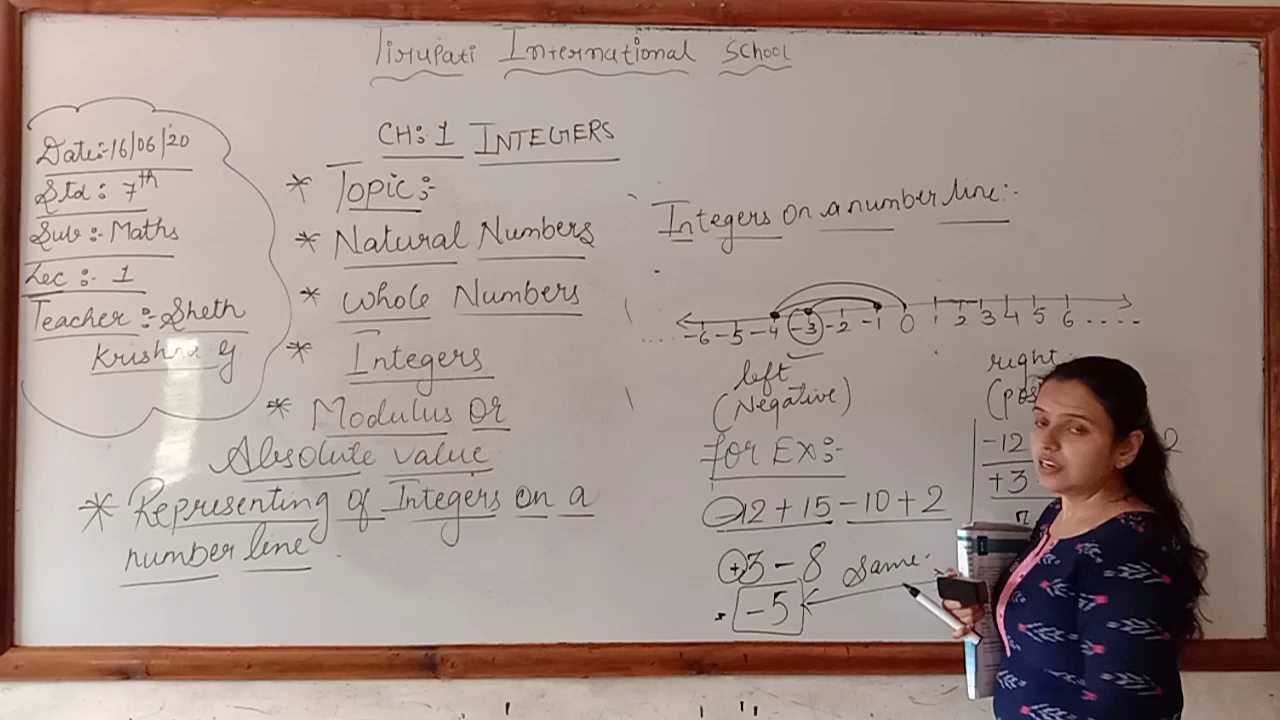 Tirupati International School
Date:-16/06/20
Std : 7th
Sub :- Maths
Lec :- 1
Teacher :- Sheth
Krishna Y
CH: 1 INTEGERS
* Topic:-
* Natural Numbers
* Whole Numbers
* Integers
* Modulus or
Absolute value
* Representing of Integers on a
number line
Integers on a number line:-
.... -6 -5 -4 -3 -2 -1 0 1 2 3 4 5 6 ....
left
(Negative)
right
for Ex:-
-12 + 15 - 10 + 2
+3 - 8
-5
Same
-12
+3
2